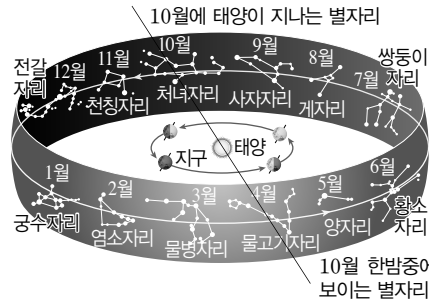 10월에 태양이 지나는 별자리
전갈
자리
12월
11월
10월
9월
8월
7월
쌍둥이
자리
천칭자리
처녀자리
사자자리
게자리
지구
태양
1월
2월
3월
4월
5월
6월
궁수자리
염소자리
물병자리
물고기자리
양자리
황소
자리
10월 한밤중에
보이는 별자리